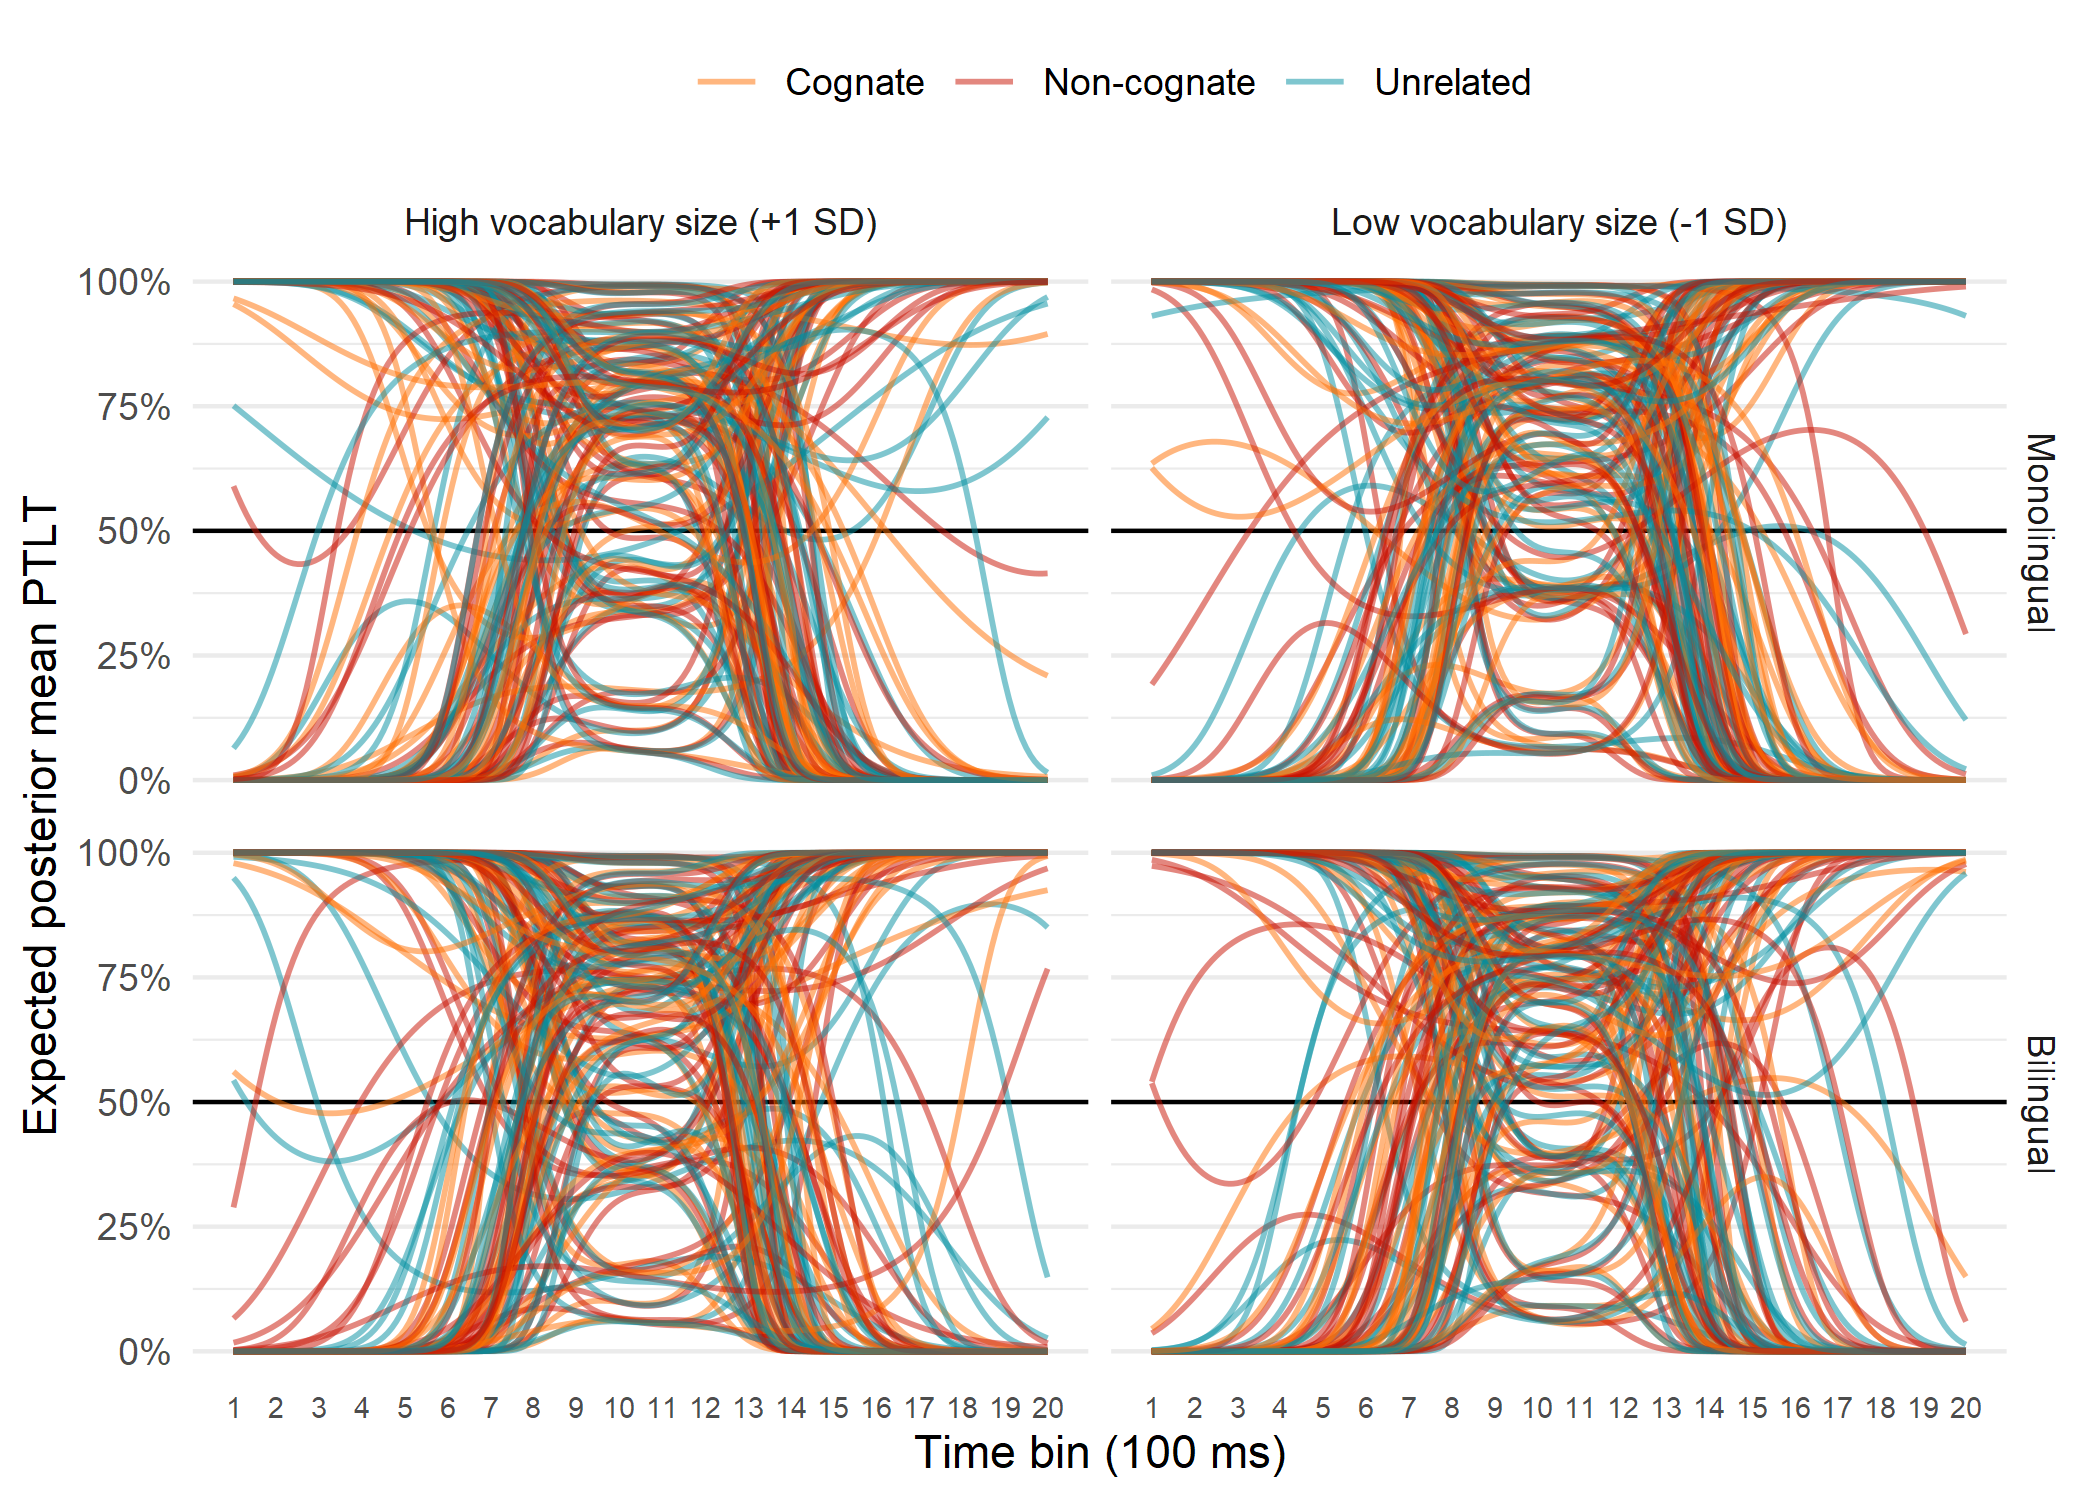 Cognate Non-cognate Unrelated
High vocabulary size (+1 SD) Low vocabulary size (-1 SD)
Expected posterior mean PTLT
100%
75%
50%
25%
0%
Monolingual
100%
75%
50%
25%
0%
Bilingual
1 2 3 4 5 6 7 8 9 10 11 12 13 14 15 16 17 18 19 20 1 2 3 4 5 6 7 8 9 10 11 12 13 14 15 16 17 18 19 20
Time bin (100 ms)